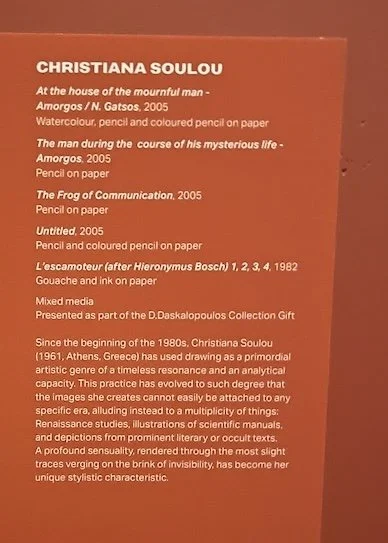 CHRISTIANA SOULOU
At the house of the mournful man -
Amorgos / N. Gatsos, 2005
Watercolour, pencil and coloured pencil on paper
The man during the course of his mysterious life -
Amorgos, 2005
Pencil on paper
The Frog of Communication, 2005
Pencil on paper
Untitled, 2005
Pencil and coloured pencil on paper
L'escamoteur (after Hieronymus Bosch) 1, 2, 3, 4, 1982
Gouache and ink on paper
Mixed media
Presented as part of the D.Daskalopoulos Collection Gift
Since the beginning of the 1980s, Christiana Soulou
(1961, Athens, Greece) has used drawing as a primordial
artistic genre of a timeless resonance and an analytical
capacity. This practice has evolved to such degree that
the images she creates cannot easily be attached to any
specific era, alluding instead to a multiplicity of things:
Renaissance studies, illustrations of scientific manuals,
and depictions from prominent literary or occult texts.
A profound sensuality, rendered through the most slight
traces verging on the brink of invisibility, has become her
unique stylistic characteristic.